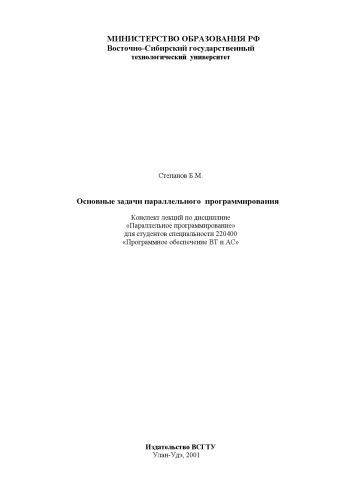 МИНИСТЕРСТВО ОБРАЗОВАНИЯ РФ
Восточно-Сибирский государственный
технологический университет
Степанов Б.М.
Основные задачи параллельного программирования
Конспект лекций по дисциплине
«Параллельное программирование»
для студентов специальности 220400
«Программное обеспечение ВТ и АС»
Издательство ВСГТУ
Улан-Удэ, 2001